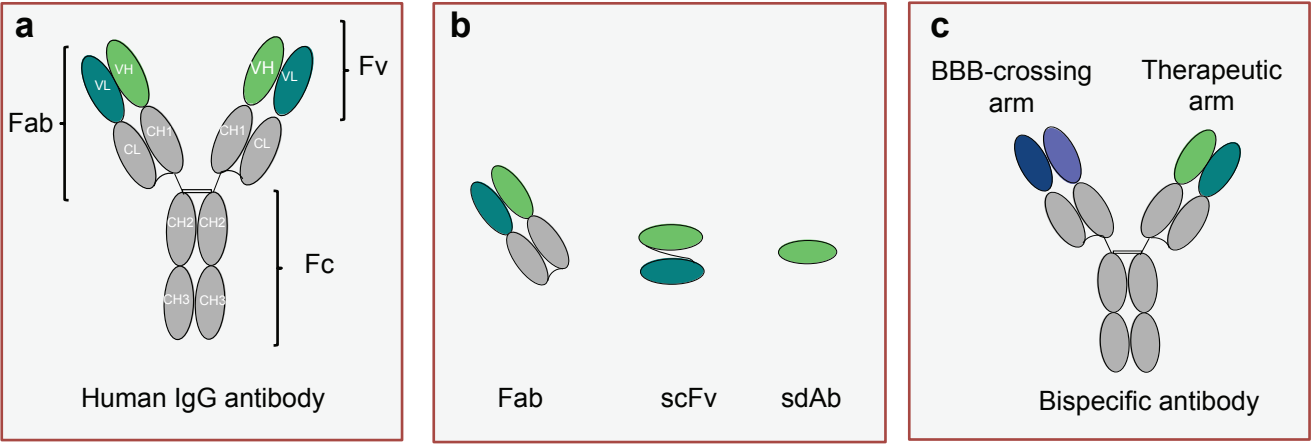 a
VH
VL
CH1
CL
Fab
VH
VL
CH1
CL
Fv
CH2
CH2
CH3
CH3
Fc
Human IgG antibody
b
Fab
scFv
sdAb
c
BBB-crossing
arm
Therapeutic
arm
Bispecific antibody